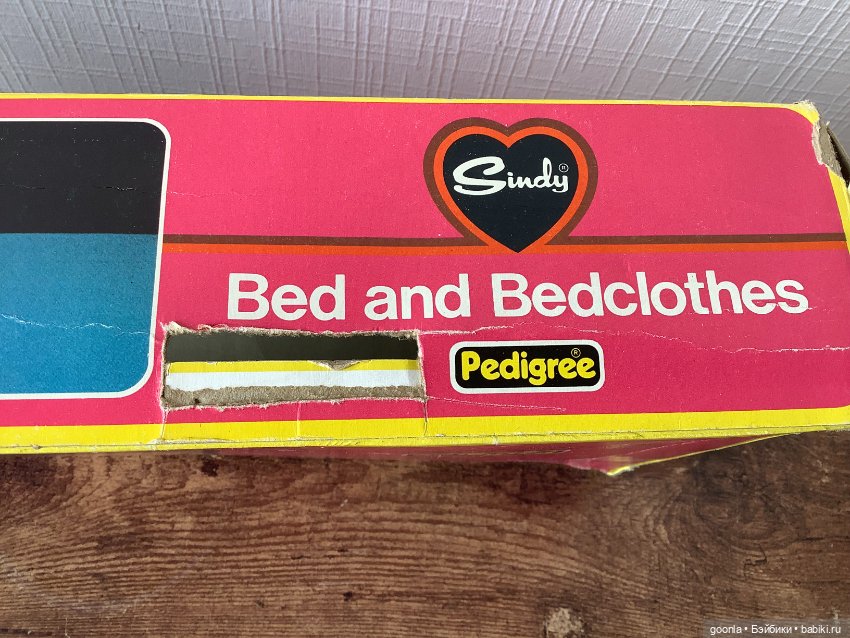 Sindy®
Bed and Bedclothes
Pedigree®
goonla • Бэйбики • babiki.ru